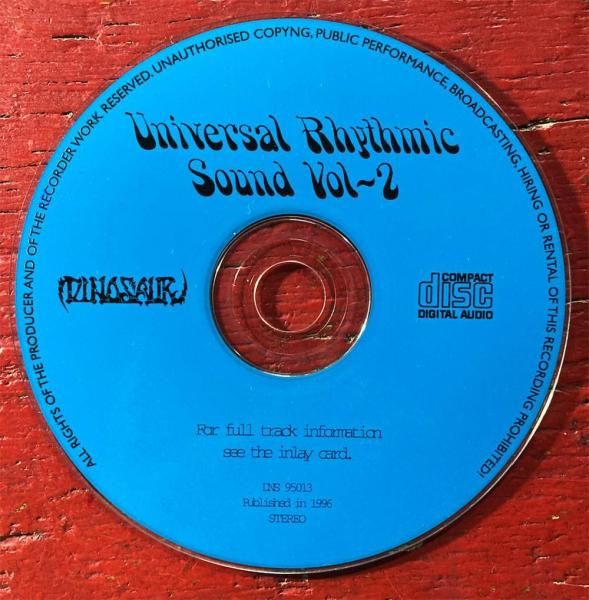 ALL RIGHTS OF THE PRODUCER AND OF THE RECORDER WORK RESERVED. UNAUTHORISED COPYNG, PUBLIC PERFORMANCE, BROADCASTING, HIRING OR RENTAL OF THIS RECORDING PROHIBITED!
Universal Rhythmic
Sound Vol~2
DINOSAUR
COMPACT
disc
DIGITAL AUDIO
For full track information
see the inlay card.
DNS 95013
Published in 1996
STEREO